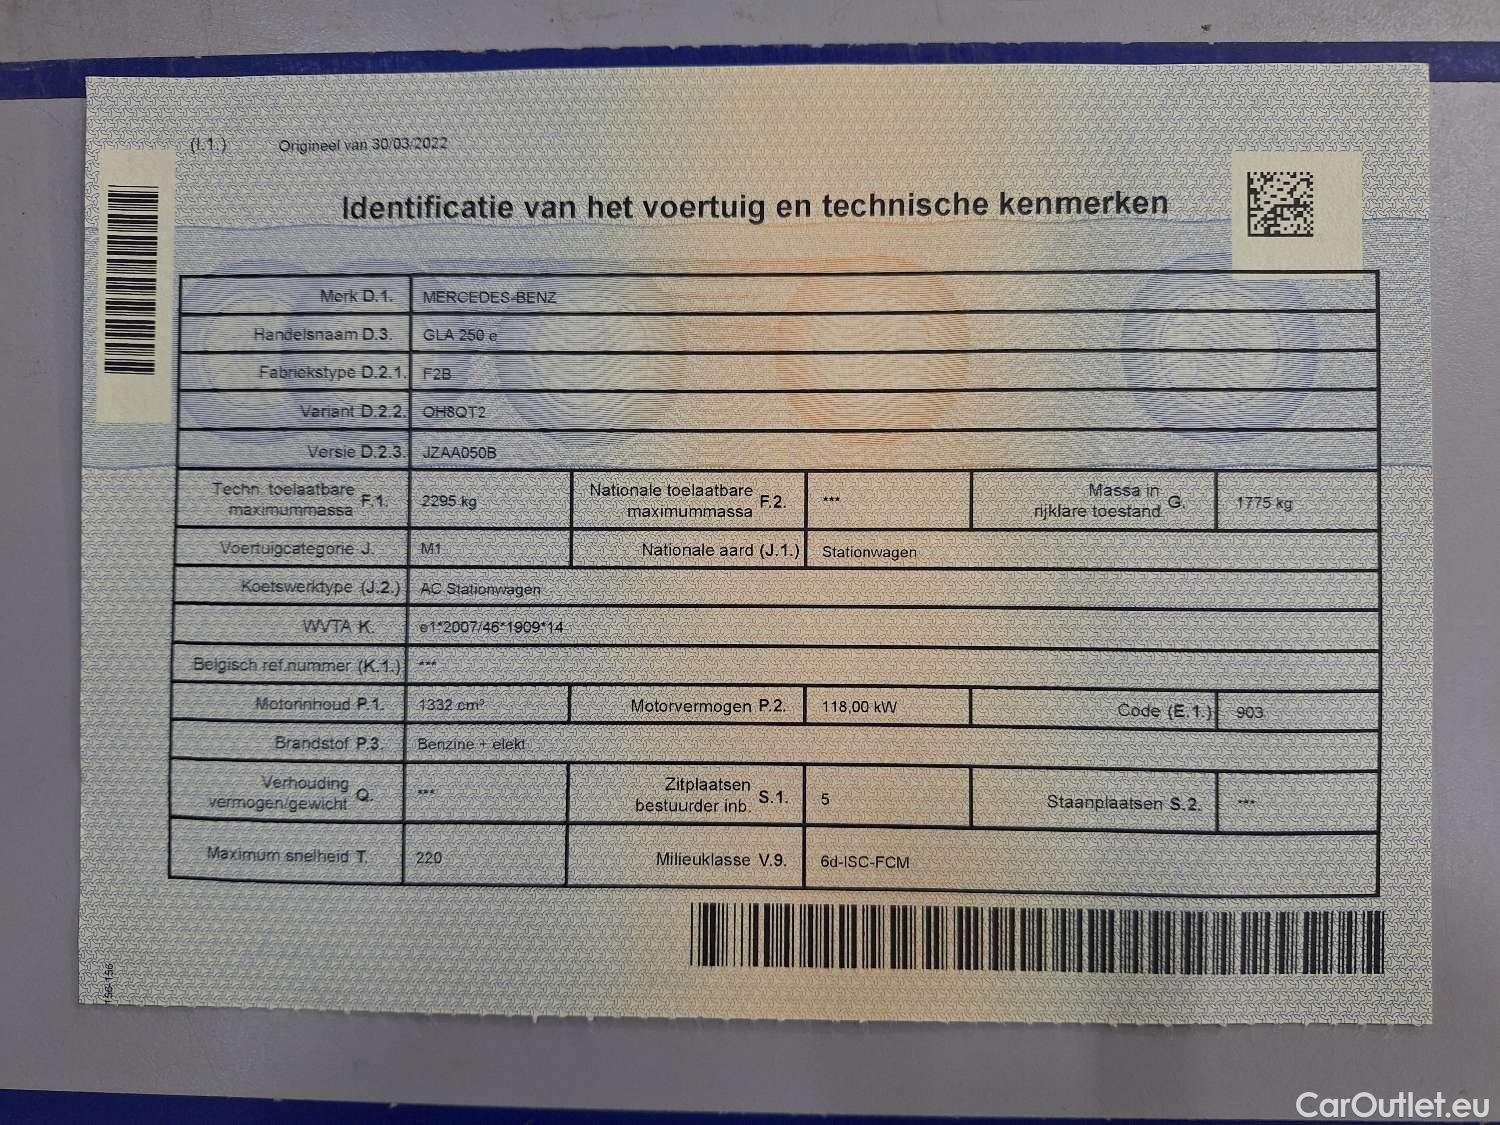 (I.1.) Origineel van 30/03/2022
Identificatie van het voertuig en technische kenmerken
Merk D.1. MERCEDES-BENZ
Handelsnaam D.3. GLA 250 e
Fabriekstype D.2.1. F2B
Variant D.2.2. OH8QT2
Versie D.2.3. JZAA050B
Techn. toelaatbare maximummassa F.1. 2295 kg Nationale toelaatbare maximummassa F.2. *** Massa in rijklare toestand G. 1775 kg
Voertuigcategorie J. M1 Nationale aard (J.1.) Stationwagen
Koetswerktype (J.2.) AC Stationwagen
WVTA K. e1*2007/46*1909*14
Belgisch ref.nummer (K.1.) ***
Motorinhoud P.1. 1332 cm³ Motorvermogen P.2. 118,00 kW Code (E.1.) 903
Brandstof P.3. Benzine + elekt
Verhouding vermogen/gewicht Q. *** Zitplaatsen bestuurder inb. S.1. 5 Staanplaatsen S.2. ***
Maximum snelheid T. 220 Milieuklasse V.9. 6d-ISC-FCM
156-156
CarOutlet.eu